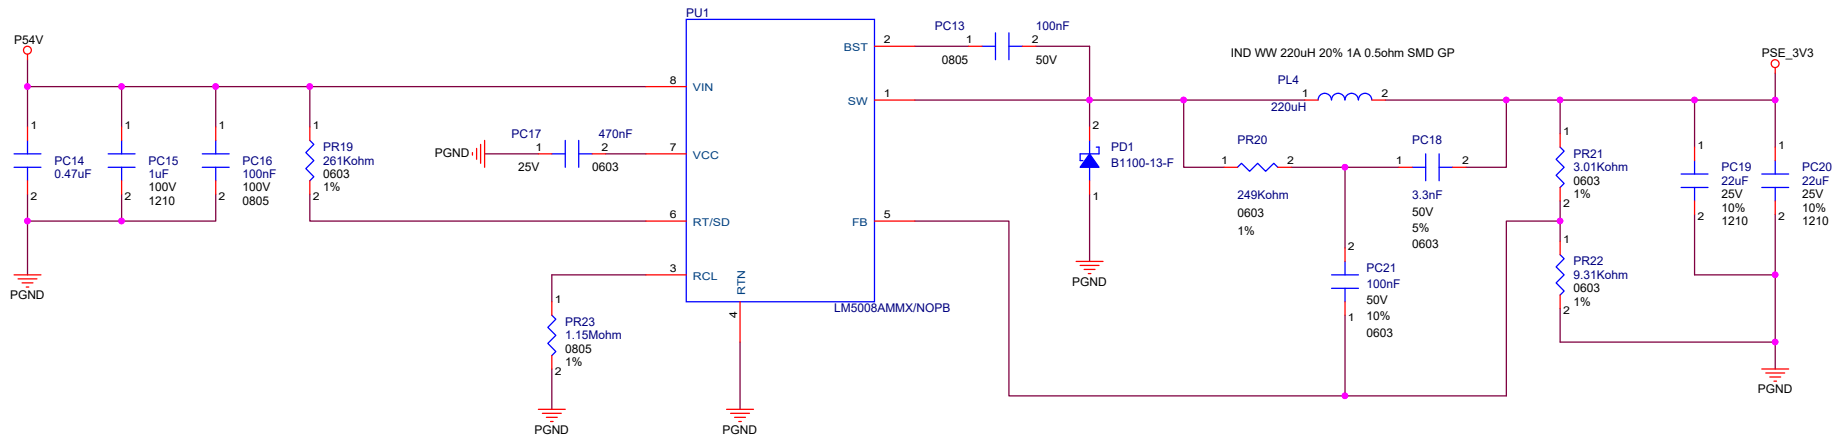 P54V
1
PC14
0.47uF
2
PGND
1
PC15
1uF
100V
1210
2
1
PC16
100nF
100V
0805
2
1
PR19
261Kohm
0603
1%
2
PGND
PC17
1
25V
470nF
2
0603
1
PR23
1.15Mohm
0805
1%
2
PGND
PU1
8
VIN
7
VCC
6
RT/SD
3
RCL
RTN
4
PGND
BST
2
SW
1
FB
5
LM5008AMMX/NOPB
PC13
1
0805
100nF
2
50V
2
PD1
B1100-13-F
1
PGND
IND WW 220uH 20% 1A 0.5ohm SMD GP
PL4
1
2
220uH
PR20
1
2
249Kohm
0603
1%
PC18
1
2
3.3nF
50V
5%
0603
2
PC21
100nF
50V
10%
0603
1
1
PR21
3.01Kohm
0603
1%
2
1
PR22
9.31Kohm
0603
1%
2
PSE_3V3
1
PC19
22uF
25V
10%
1210
2
1
PC20
22uF
25V
10%
1210
2
PGND